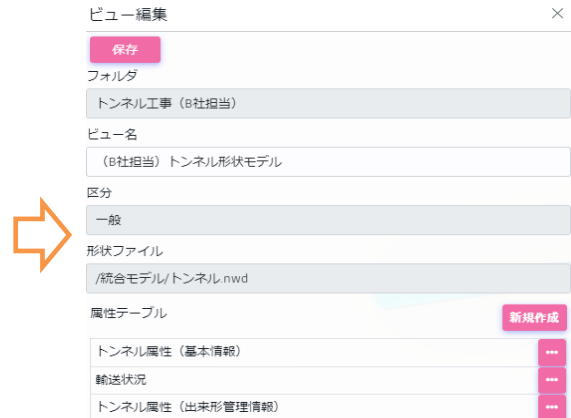 ビュー編集
保存
フォルダ
トンネル工事（B社担当）
ビュー名
（B社担当）トンネル形状モデル
区分
一般
形状ファイル
/統合モデル/トンネル.nwd
属性テーブル
新規作成
トンネル属性（基本情報）
輸送状況
トンネル属性（出来形管理情報）